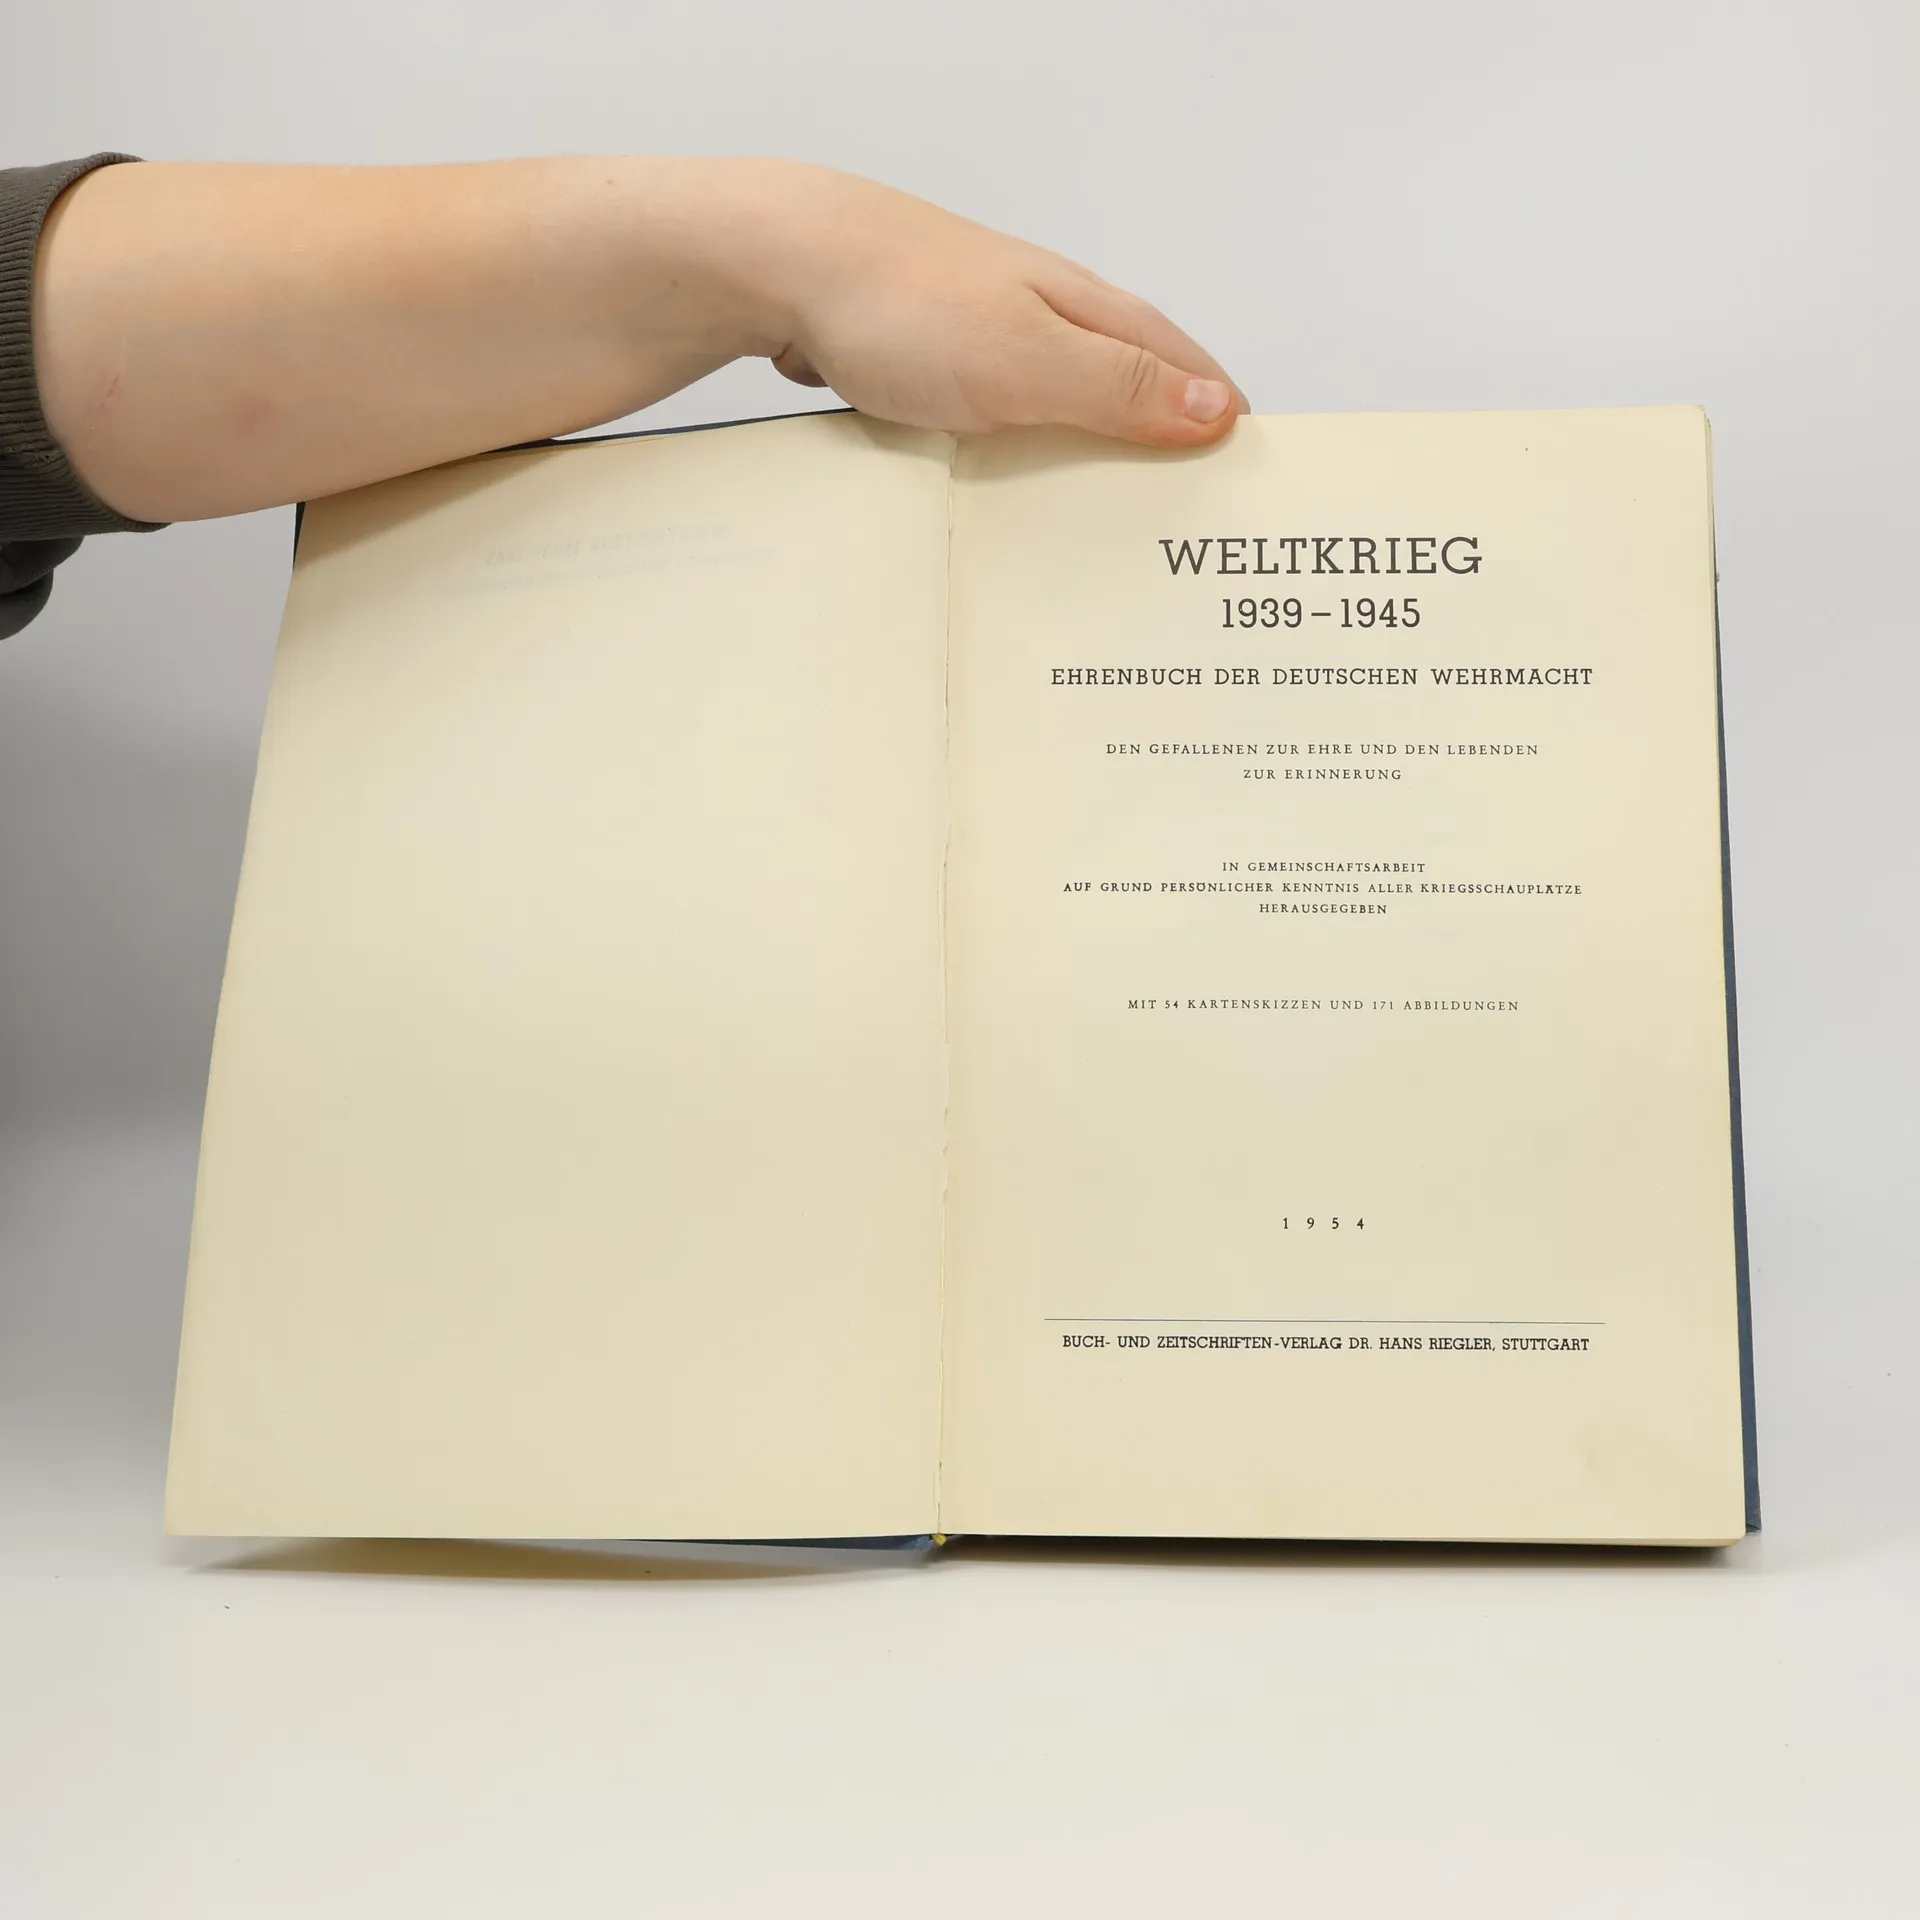 WELTKRIEG
1939–1945
EHRENBUCH DER DEUTSCHEN WEHRMACHT
DEN GEFALLENEN ZUR EHRE UND DEN LEBENDEN
ZUR ERINNERUNG
IN GEMEINSCHAFTSARBEIT
AUF GRUND PERSÖNLICHER KENNTNIS ALLER KRIEGSSCHAUPLÄTZE
HERAUSGEGEBEN
MIT 54 KARTENSKIZZEN UND 171 ABBILDUNGEN
1954
BUCH- UND ZEITSCHRIFTEN-VERLAG DR. HANS RIEGLER, STUTTGART